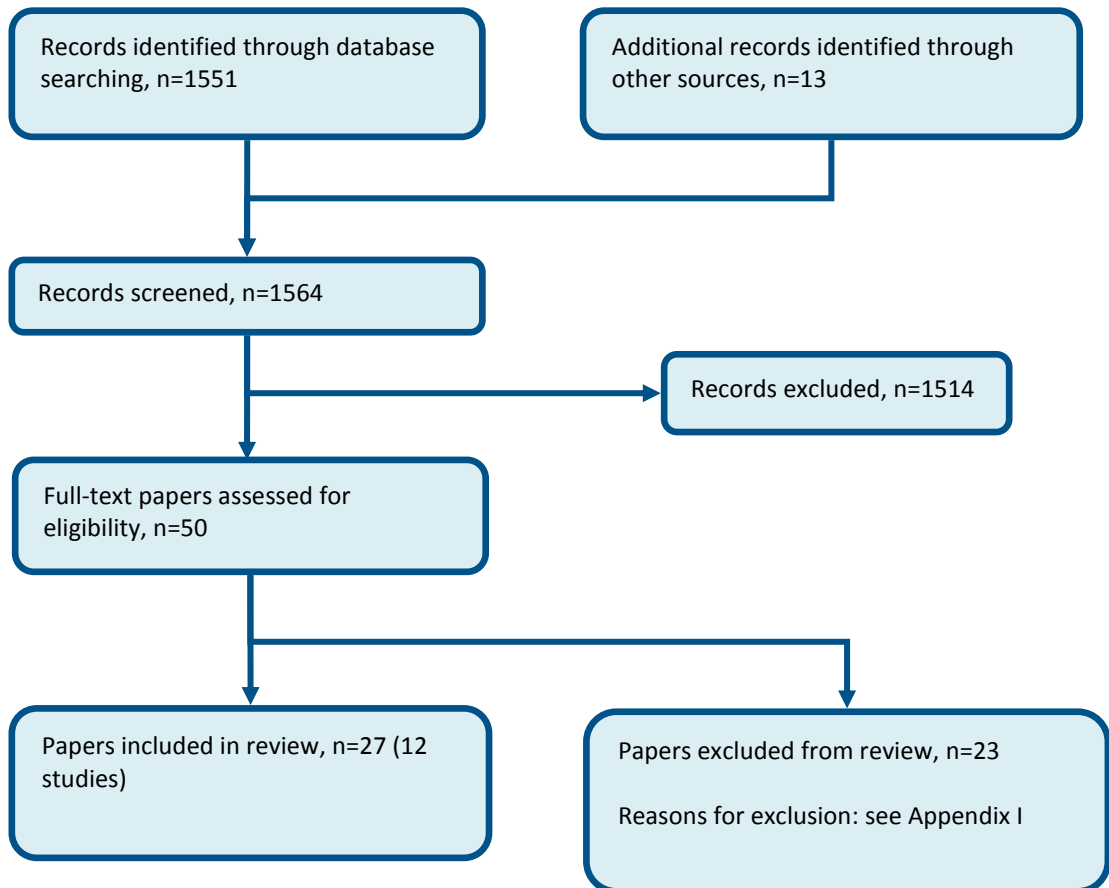 Records identified through database
searching, n=1551
Additional records identified through
other sources, n=13
Records screened, n=1564
Records excluded, n=1514
Full-text papers assessed for
eligibility, n=50
Papers included in review, n=27 (12
studies)
Papers excluded from review, n=23
Reasons for exclusion: see Appendix I